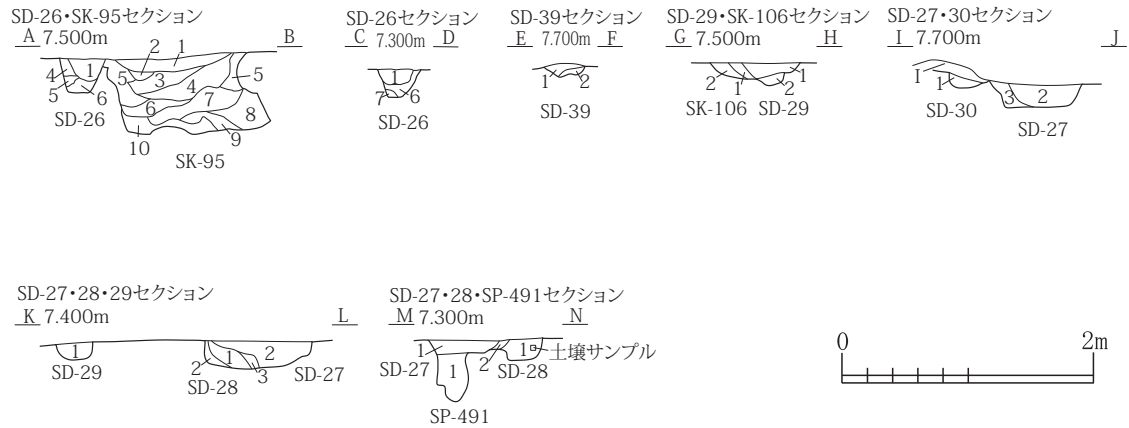 SD-26・SK-95セクション
A 7.500m B
2 1
4 1 5 3 4 5
5 6 6 7 8
SD-26
10 9
SK-95
SD-26セクション
C 7.300m D
1
7 6
SD-26
SD-39セクション
E 7.700m F
1 2
SD-39
SD-29・SK-106セクション
G 7.500m H
2 1 2 1
SK-106 SD-29
SD-27・30セクション
I 7.700m J
I
1 3 2
SD-30
SD-27
SD-27・28・29セクション
K 7.400m L
1 2 1 3 2
SD-29 SD-28 SD-27
SD-27・28・SP-491セクション
M 7.300m N
1 1 2 1 土壌サンプル
SD-27 SD-28
SP-491
0 2m